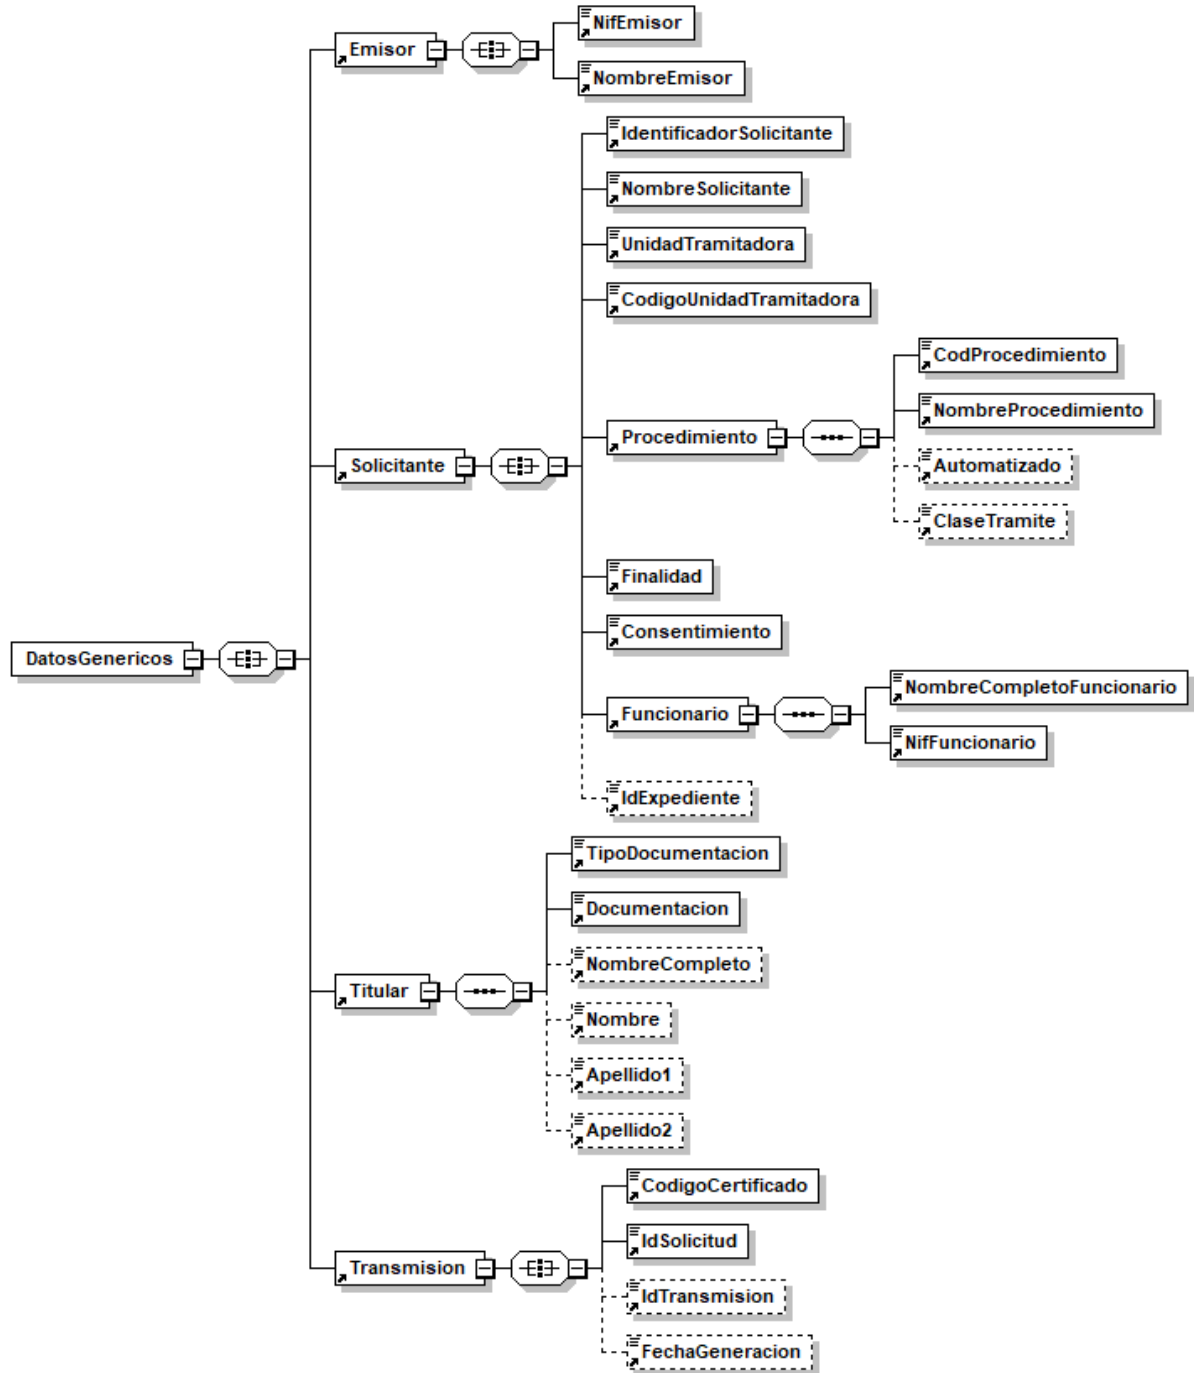 NifEmisor
Emisor
NombreEmisor
IdentificadorSolicitante
NombreSolicitante
UnidadTramitadora
CodigoUnidadTramitadora
CodProcedimiento
NombreProcedimiento
Procedimiento
Solicitante
Automatizado
ClaseTramite
Finalidad
Consentimiento
DatosGenericos
NombreCompletoFuncionario
Funcionario
NifFuncionario
IdExpediente
TipoDocumentacion
Documentacion
NombreCompleto
Titular
Nombre
Apellido1
Apellido2
CodigoCertificado
IdSolicitud
Transmision
IdTransmision
FechaGeneracion